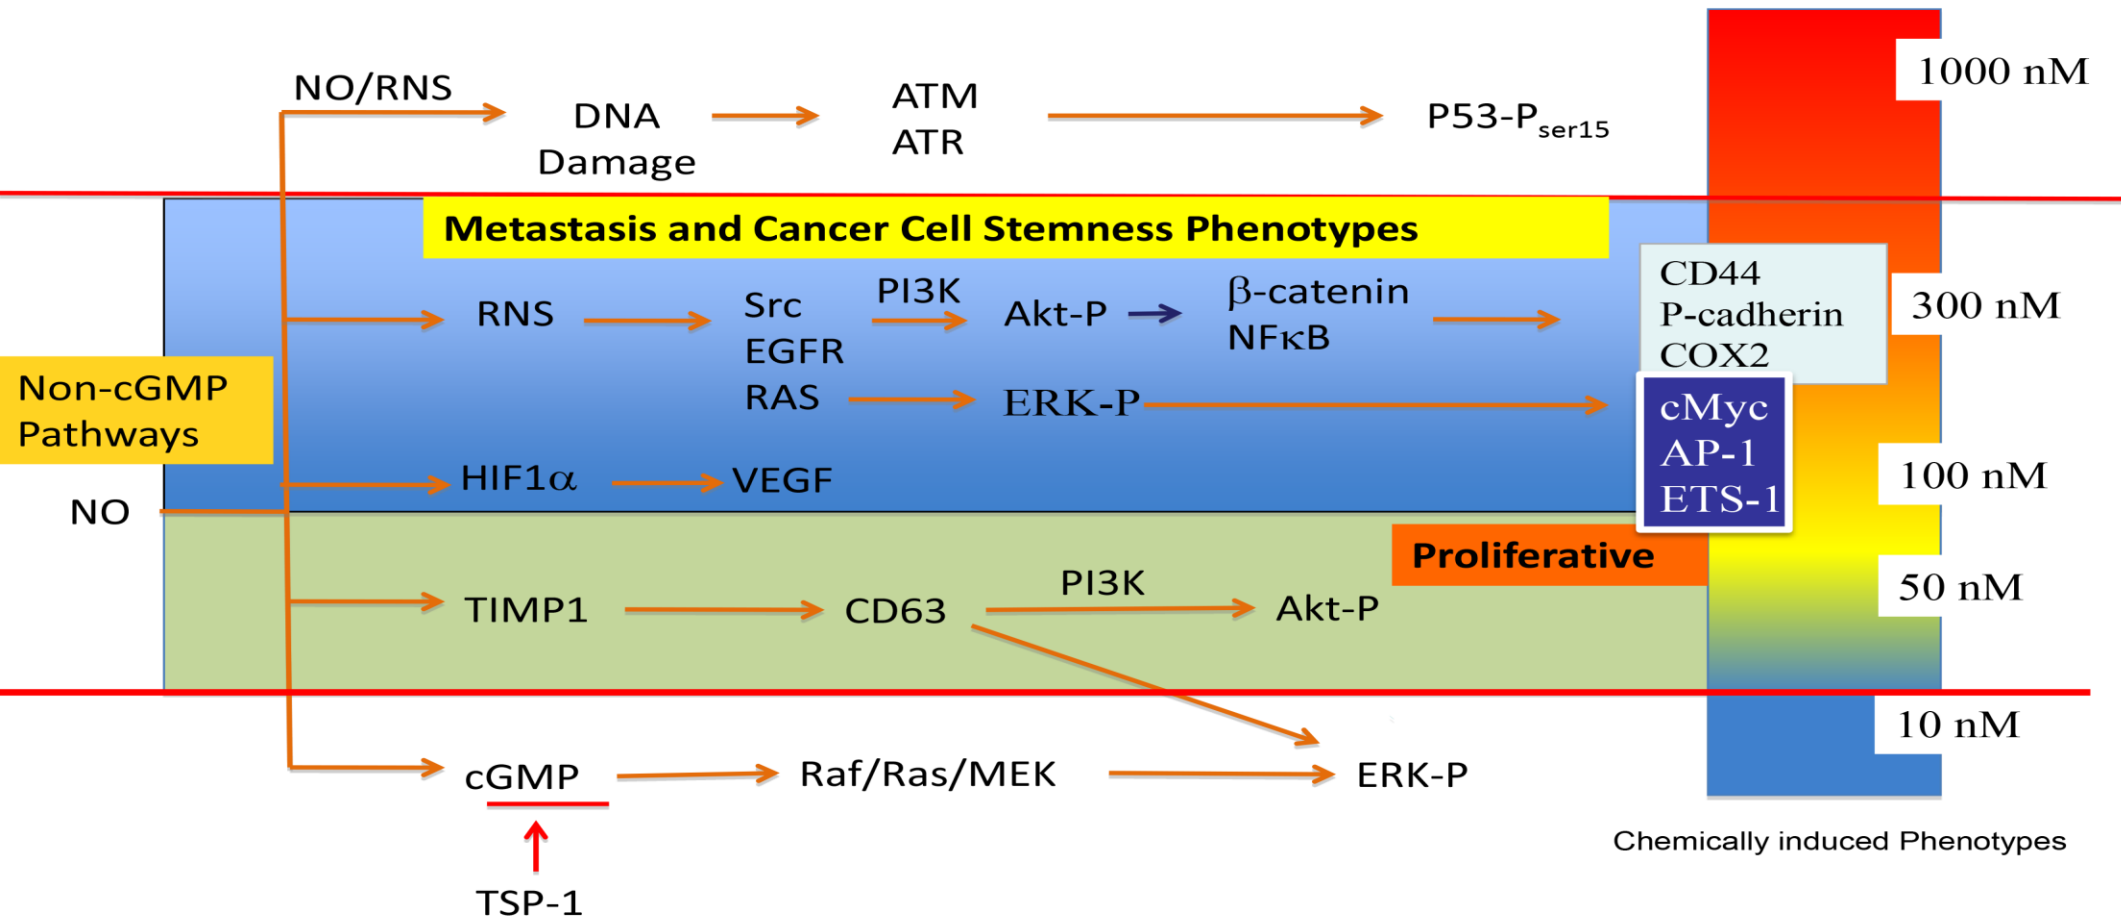 NO/RNS
DNA
Damage
ATM
ATR
P53-Pser15
1000 nM
Metastasis and Cancer Cell Stemness Phenotypes
RNS
Src
EGFR
RAS
PI3K
Akt-P
β-catenin
NFκB
CD44
P-cadherin
COX2
300 nM
ERK-P
cMyc
AP-1
ETS-1
Non-cGMP
Pathways
HIF1α
VEGF
100 nM
NO
Proliferative
TIMP1
CD63
PI3K
Akt-P
50 nM
10 nM
cGMP
Raf/Ras/MEK
ERK-P
TSP-1
Chemically induced Phenotypes